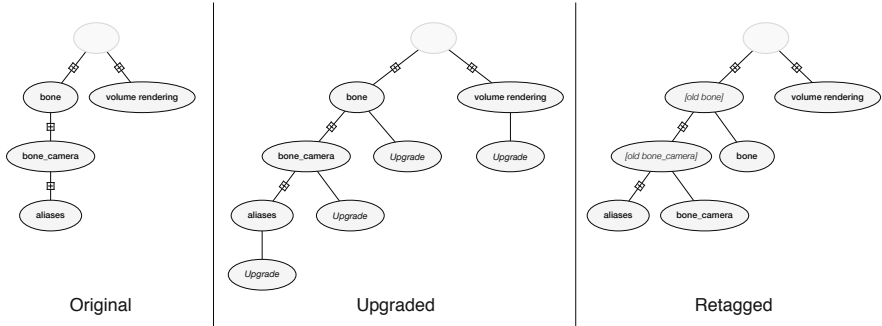 bone
volume rendering
bone_camera
aliases
Original
bone
volume rendering
bone_camera
Upgrade
Upgrade
aliases
Upgrade
Upgrade
Upgraded
[old bone]
volume rendering
[old bone_camera]
bone
aliases
bone_camera
Retagged